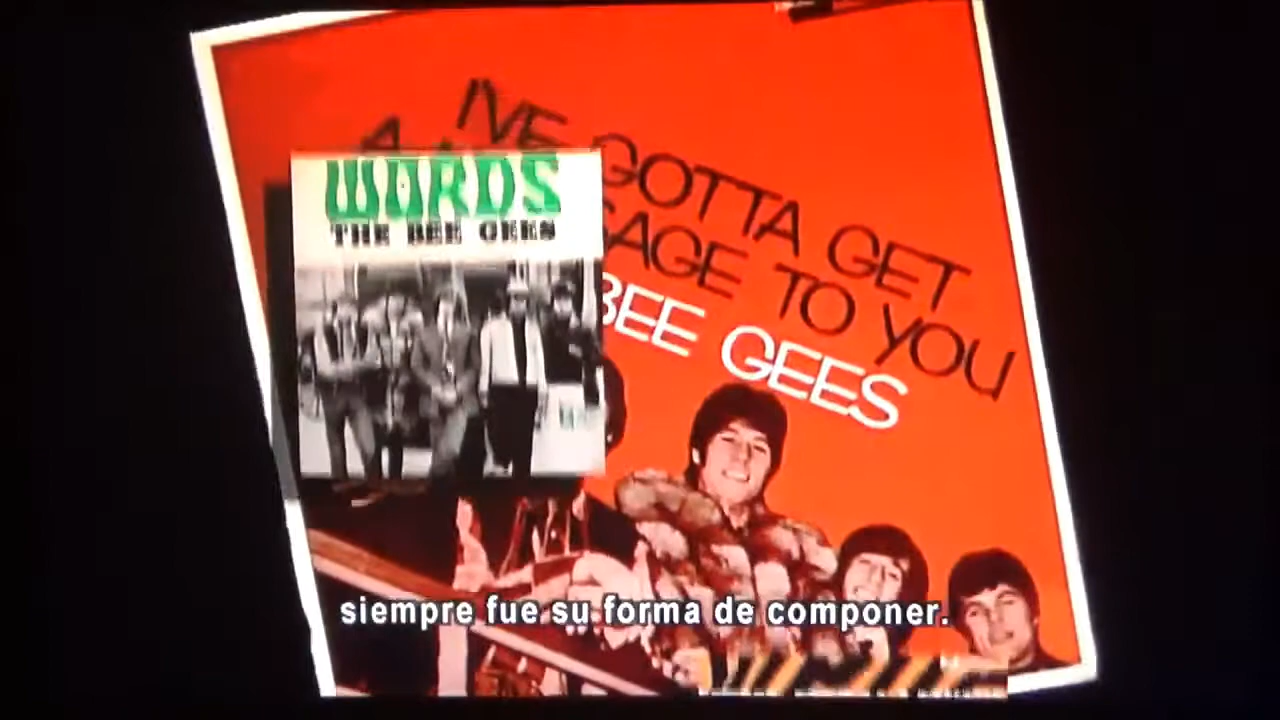 I'VE GOTTA GET
A
SAGE TO YOU
BEE GEES
WORDS
THE BEE GEES
siempre fue su forma de componer.